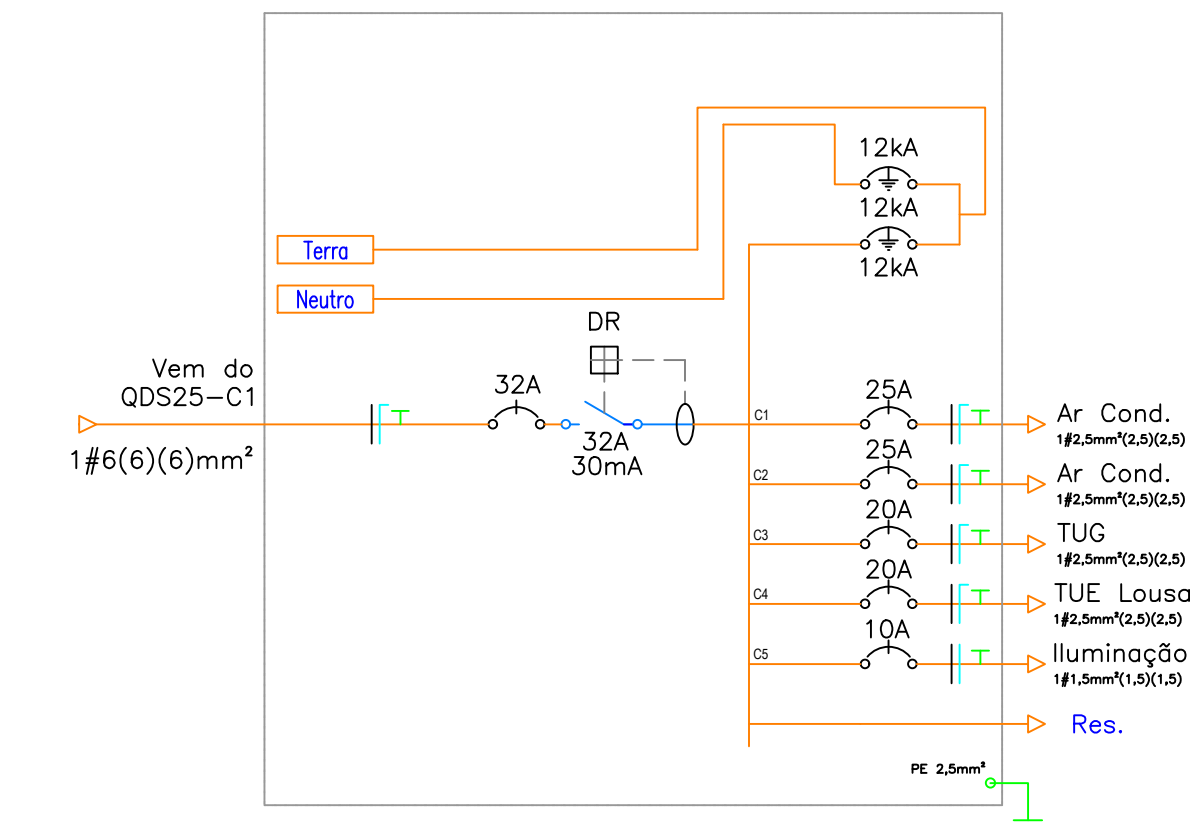 12kA
12kA
12kA
Terra
Neutro
DR
Vem do
QDS25-C1
1#6(6)(6)mm²
32A
32A
30mA
C1
25A
Ar Cond.
1#2,5mm²(2,5)(2,5)
C2
25A
Ar Cond.
1#2,5mm²(2,5)(2,5)
C3
20A
TUG
1#2,5mm²(2,5)(2,5)
C4
20A
TUE Lousa
1#2,5mm²(2,5)(2,5)
C5
10A
Iluminação
1#1,5mm²(1,5)(1,5)
Res.
PE 2,5mm²